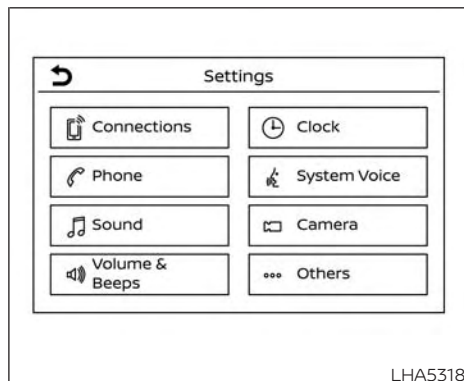 Settings
Connections
Clock
Phone
System Voice
Sound
Camera
Volume &
Beeps
Others
LHA5318